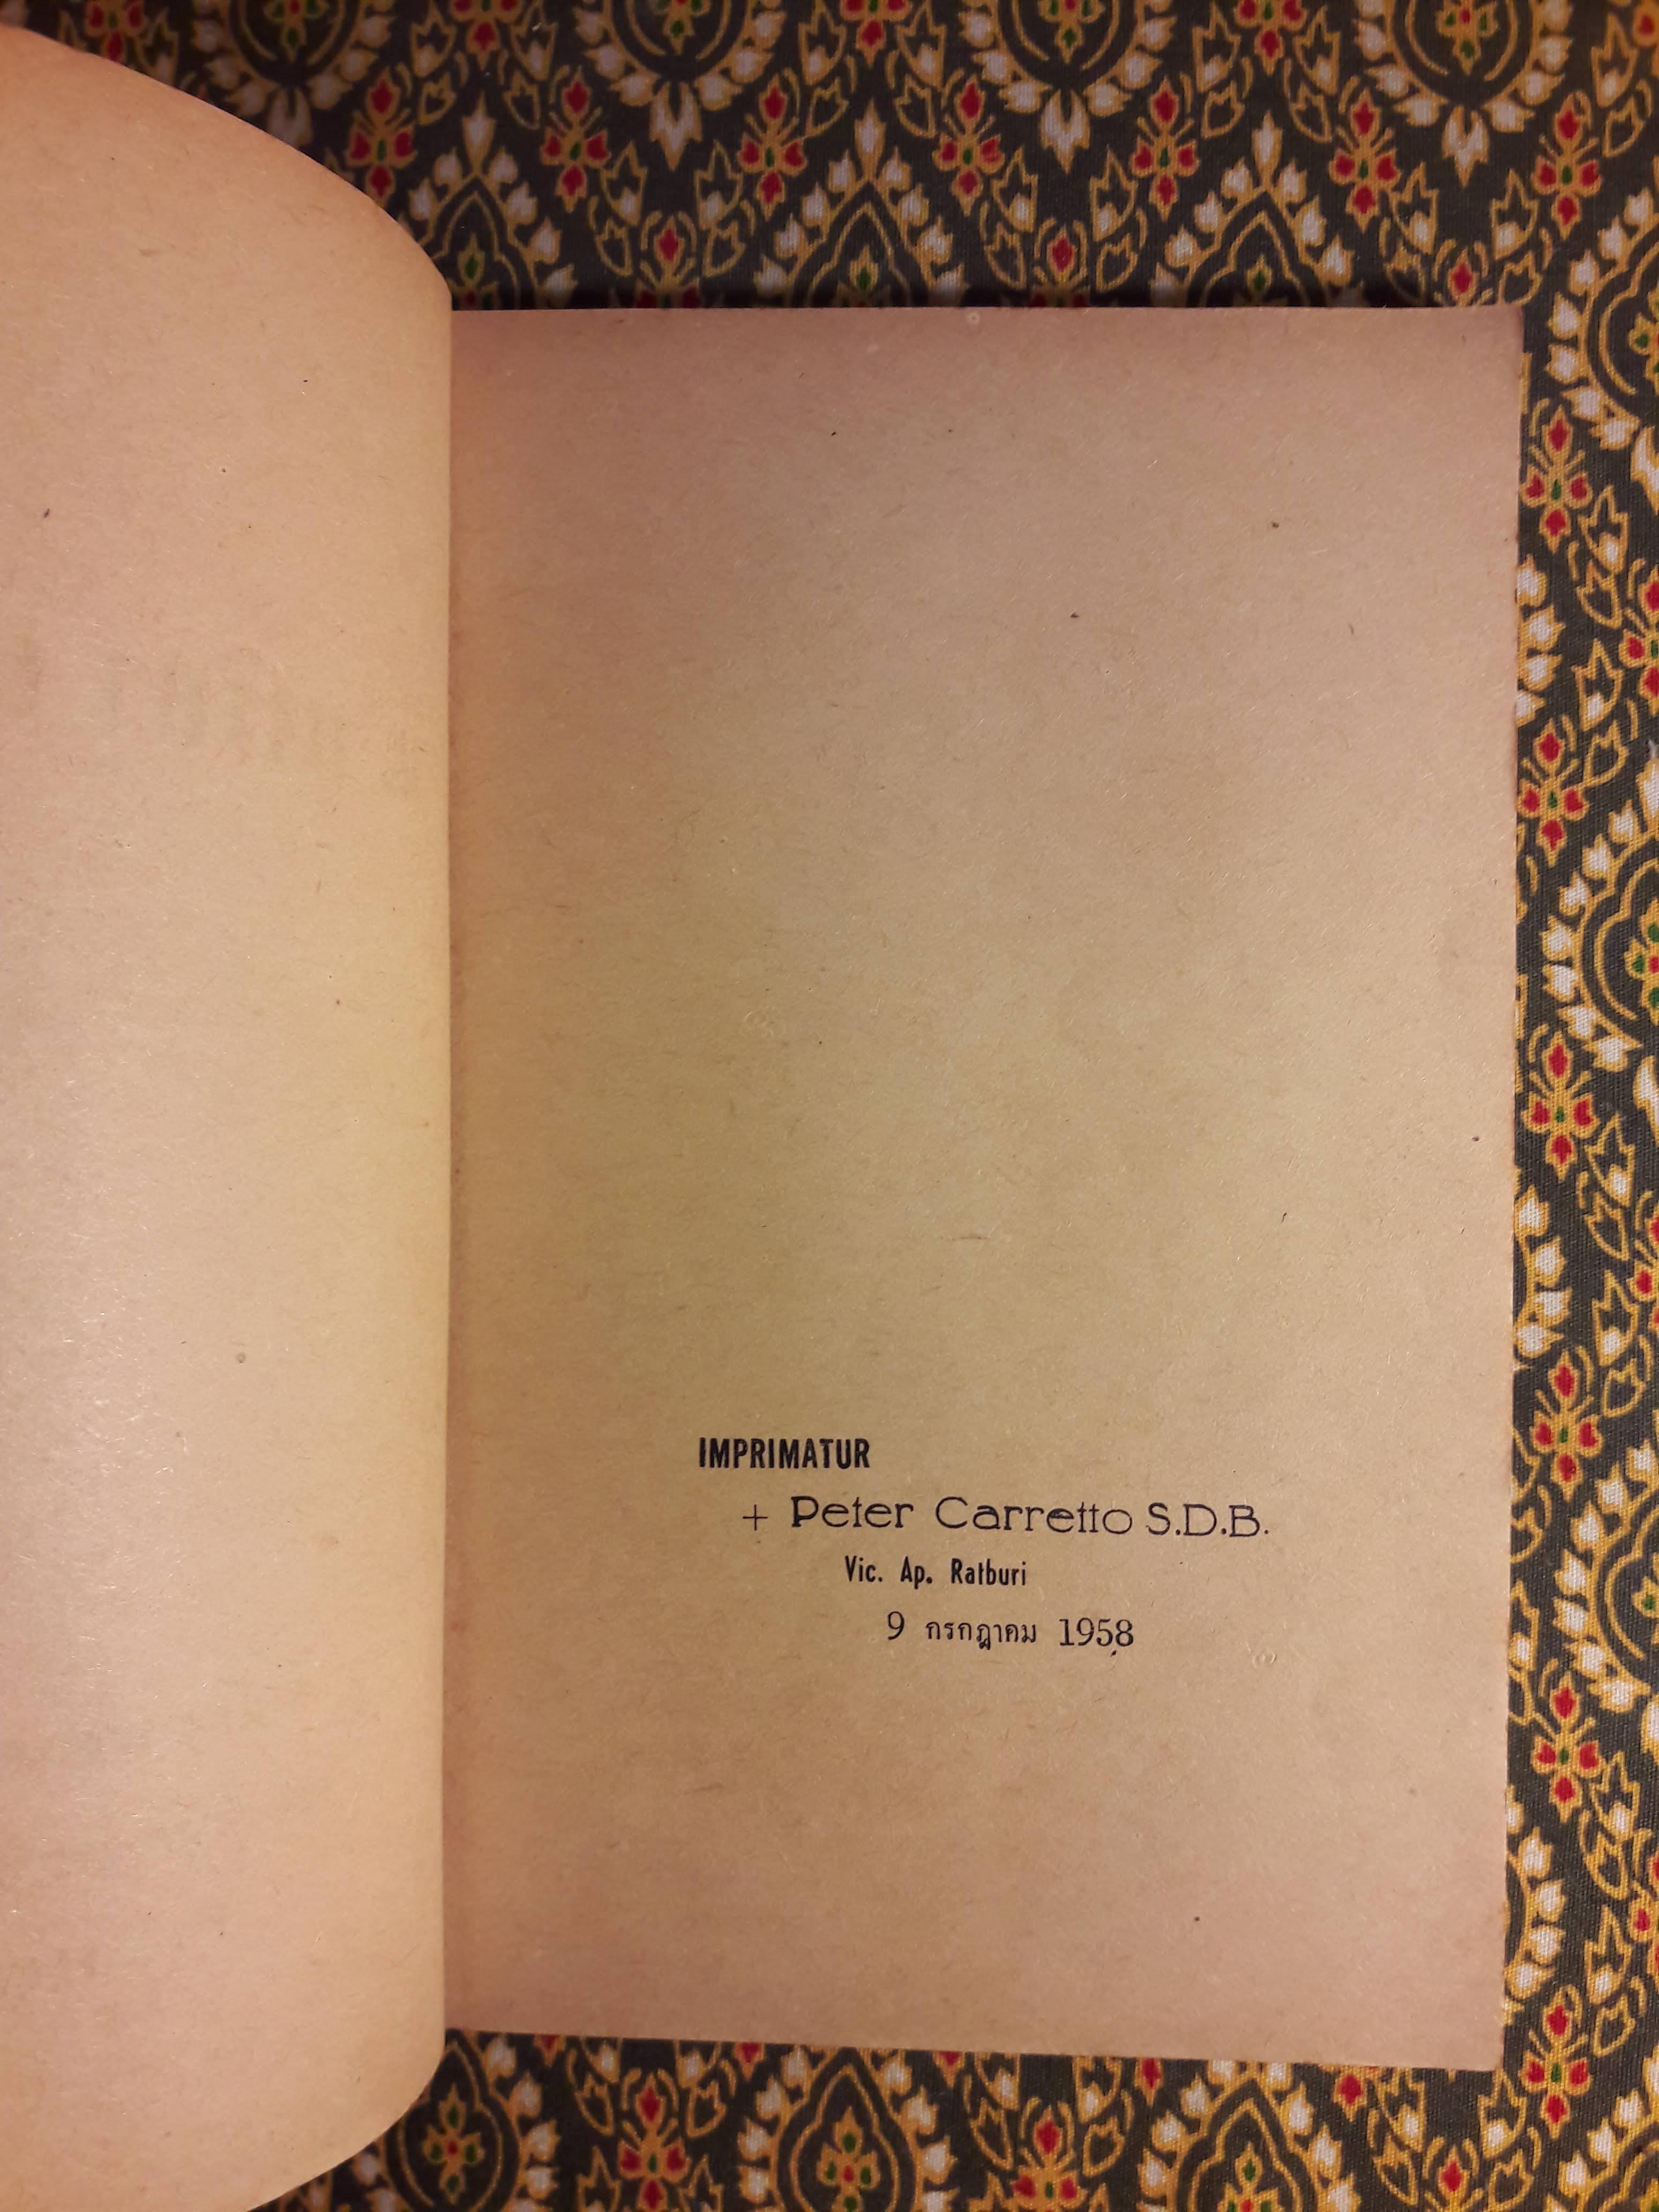 IMPRIMATUR
+ Peter Carretto S.D.B.
Vic. Ap. Ratburi
9 กรกฎาคม 1958